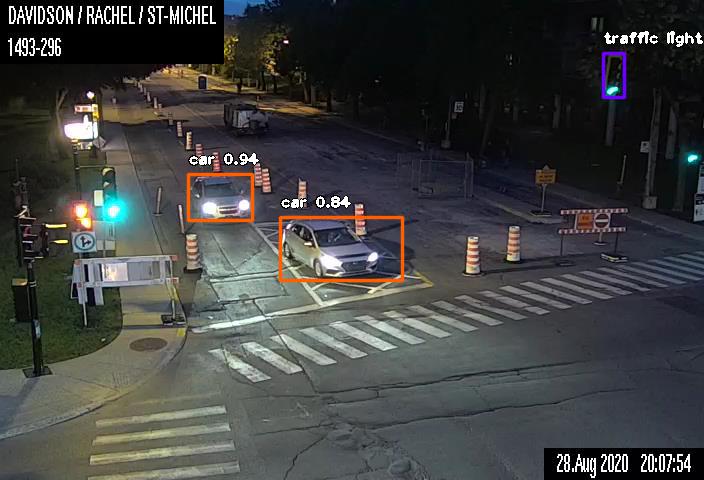 DAVIDSON / RACHEL / ST-MICHEL
1493-296
traffic light
car 0.94
car 0.84
28.Aug 2020 20:07:54